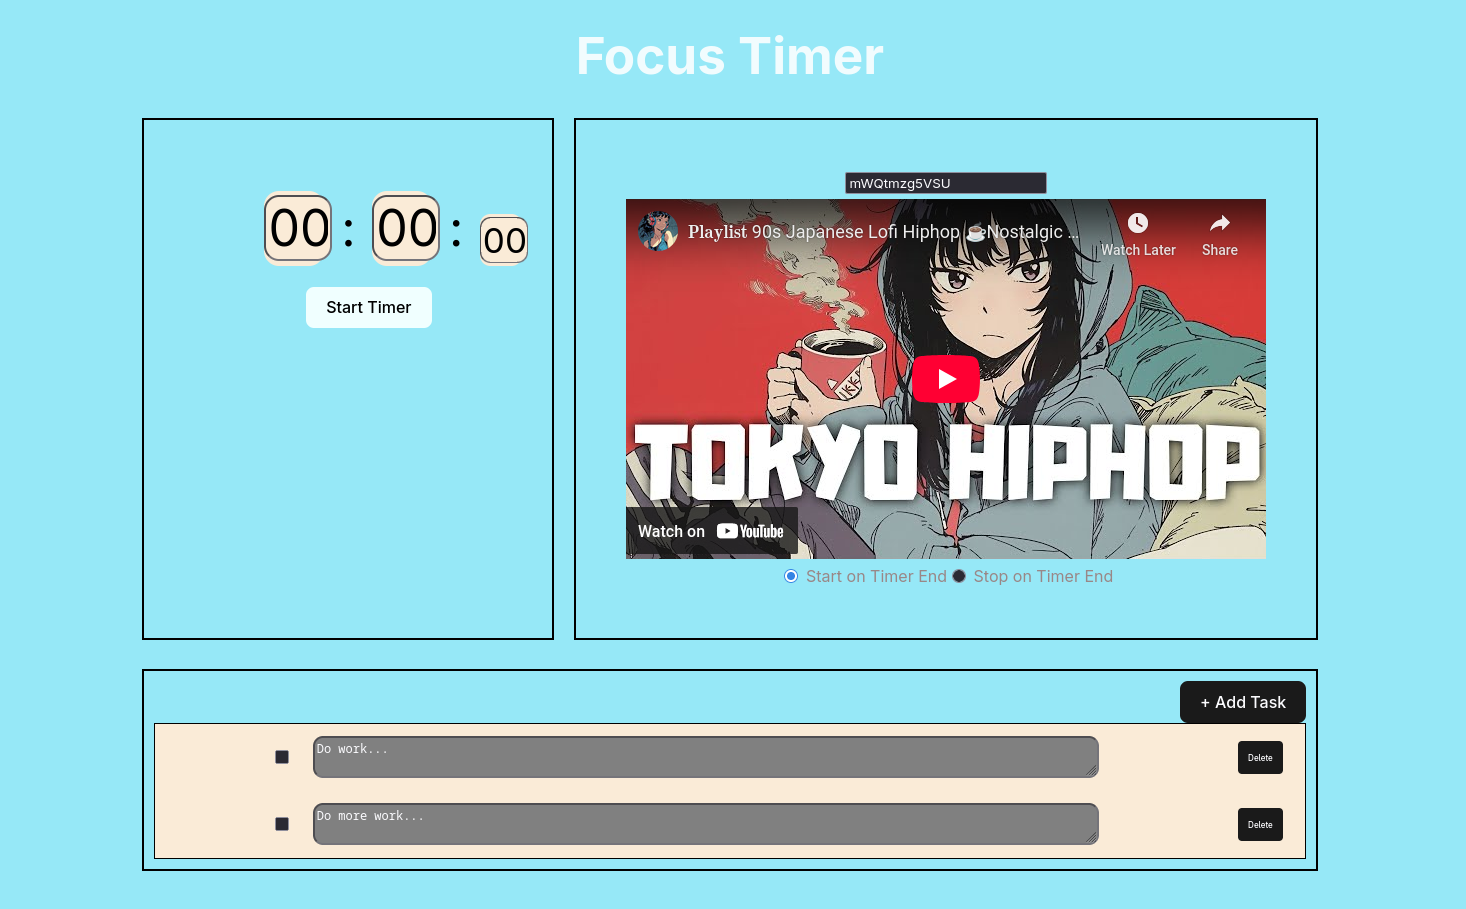 Focus Timer
00 : 00 : 00
Start Timer
mWQtmzg5VSU
Playlist 90s Japanese Lofi Hiphop ☕Nostalgic ...
Watch Later
Share
TOKYO HIPHOP
Watch on YouTube
Start on Timer End Stop on Timer End
+ Add Task
Do work...
Delete
Do more work...
Delete